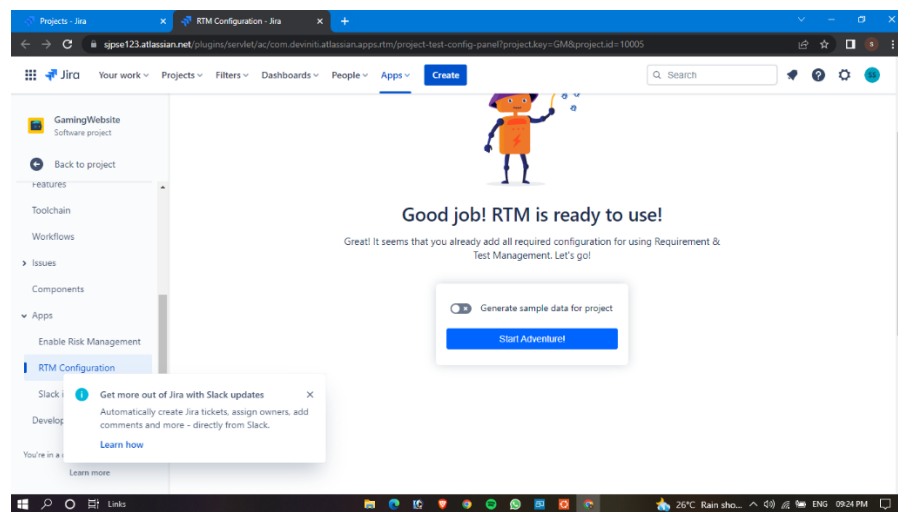 Projects - Jira
RTM Configuration - Jira
sjpse123.atlassian.net/plugins/servlet/ac/com.deviniti.atlassian.apps.rtm/project-test-config-panel?project.key=GM&project.id=10005
S
Jira Your work Projects Filters Dashboards People Apps Create Search
SS
GamingWebsite
Software project
Back to project
Features
Toolchain
Workflows
Issues
Components
Apps
Enable Risk Management
RTM Configuration
Slack i
Develop
You're in a
Learn more
Good job! RTM is ready to use!
Great! It seems that you already add all required configuration for using Requirement &
Test Management. Let's go!
Generate sample data for project
Start Adventure!
Get more out of Jira with Slack updates
Automatically create Jira tickets, assign owners, add
comments and more - directly from Slack.
Learn how
Links
26°C Rain sho... ENG 09:24 PM